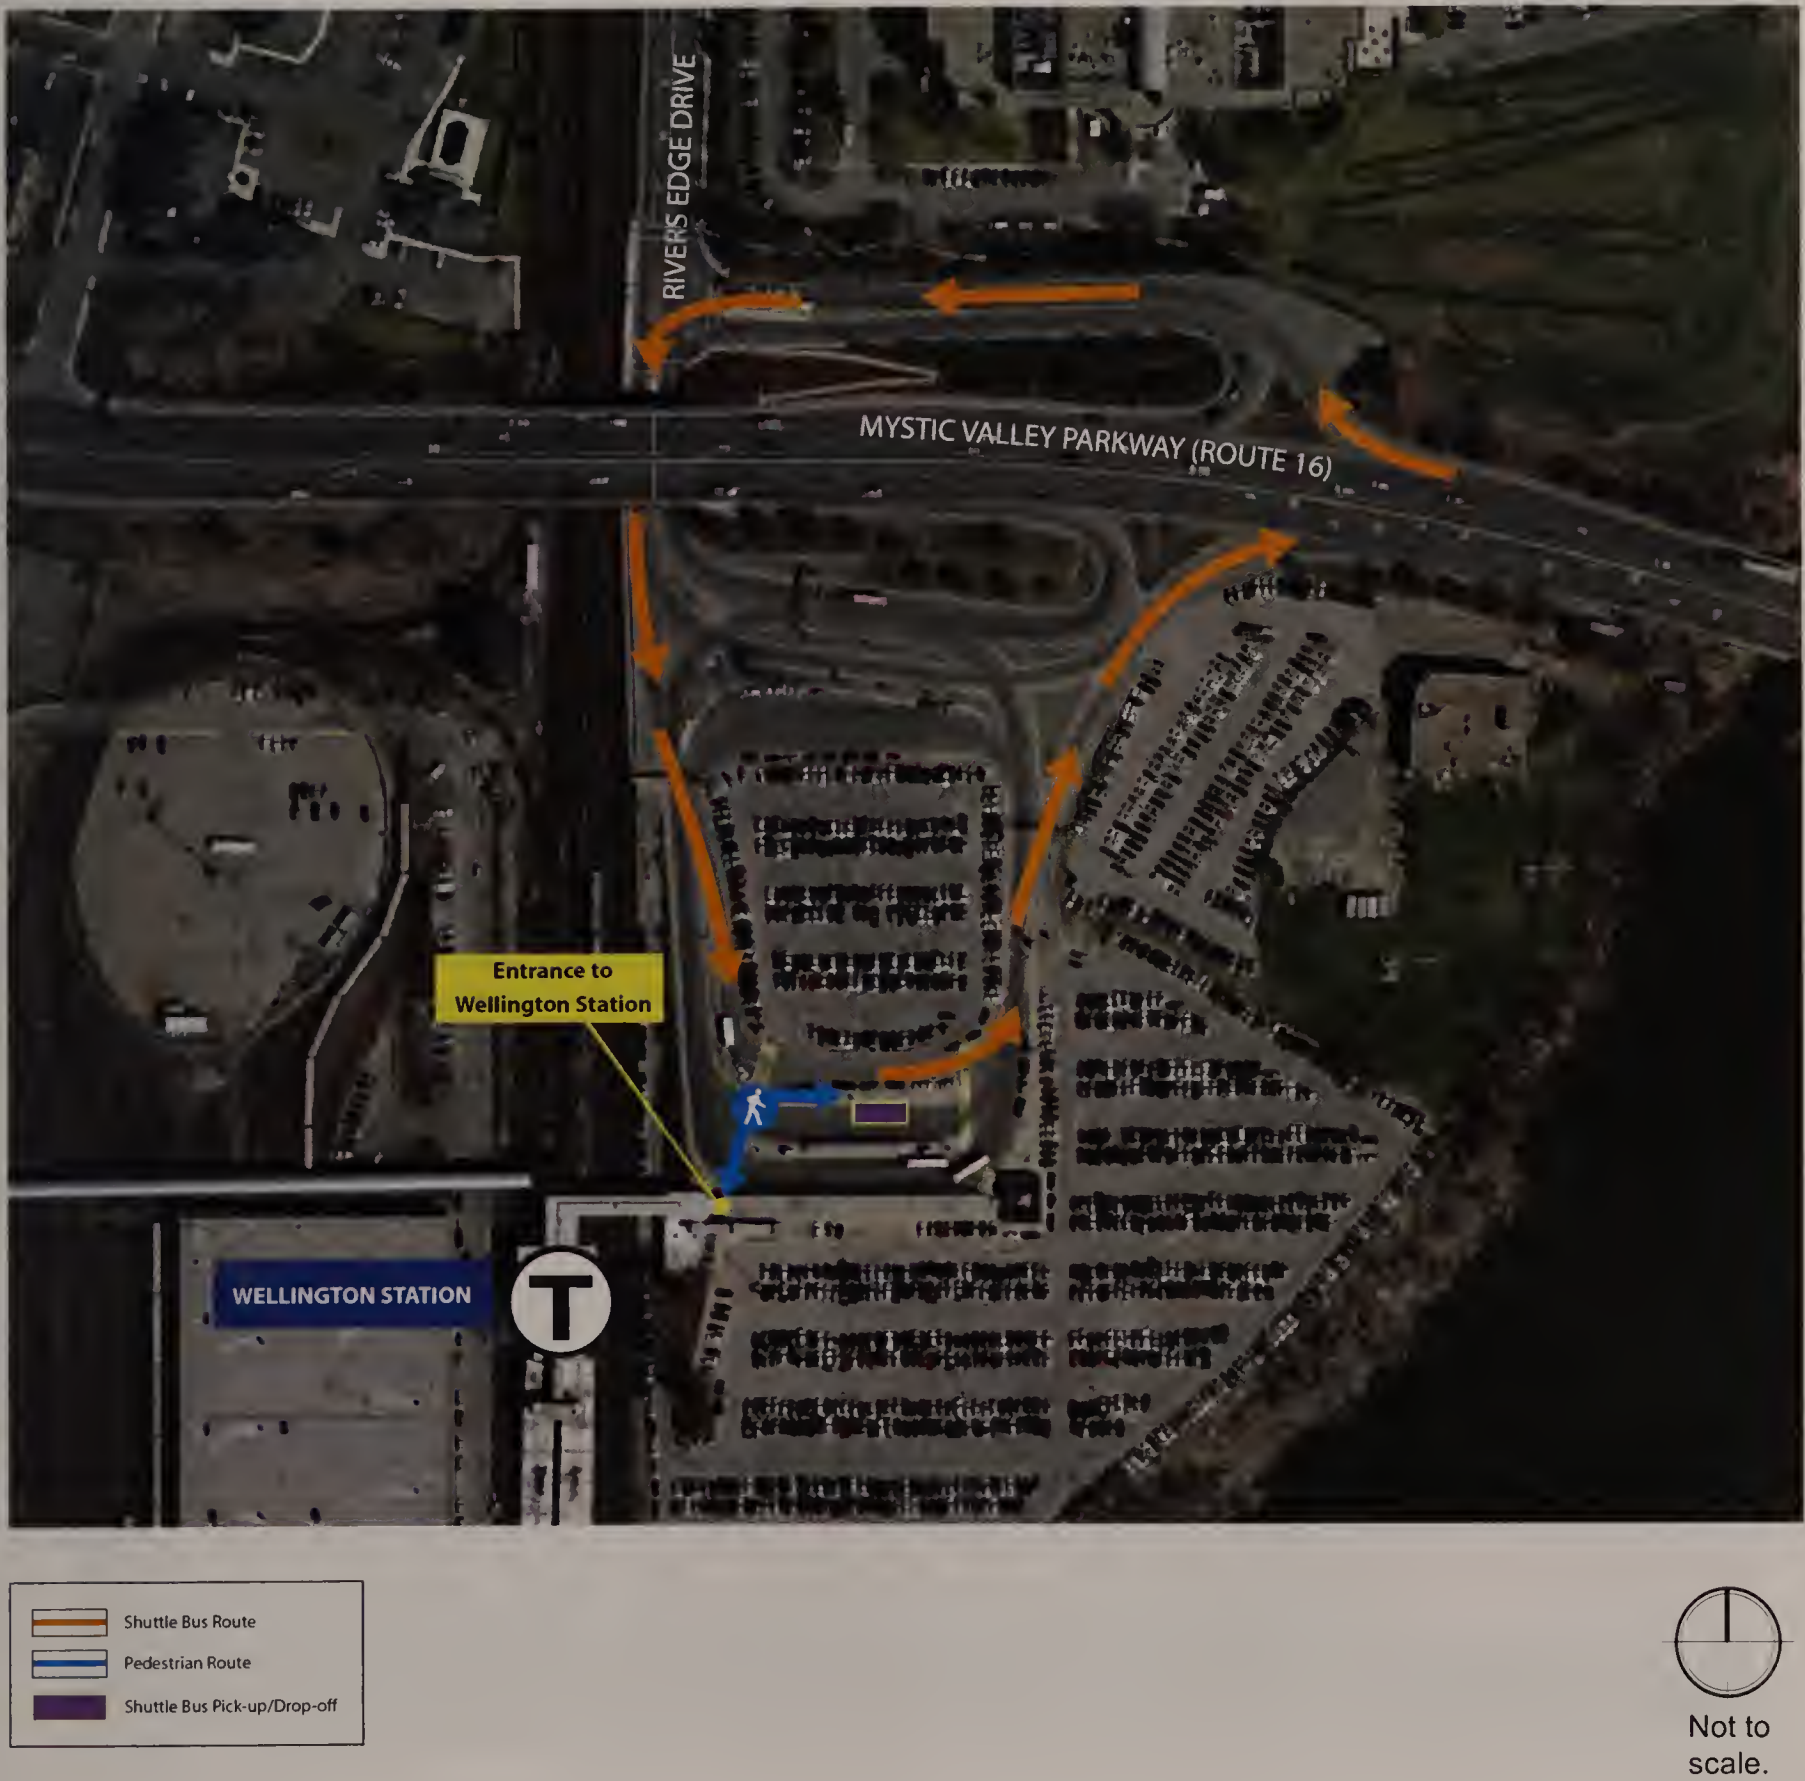 RIVERS EDGE DRIVE
MYSTIC VALLEY PARKWAY (ROUTE 16)
Entrance to
Wellington Station
WELLINGTON STATION
T
Shuttle Bus Route
Pedestrian Route
Shuttle Bus Pick-up/Drop-off
Not to
scale.